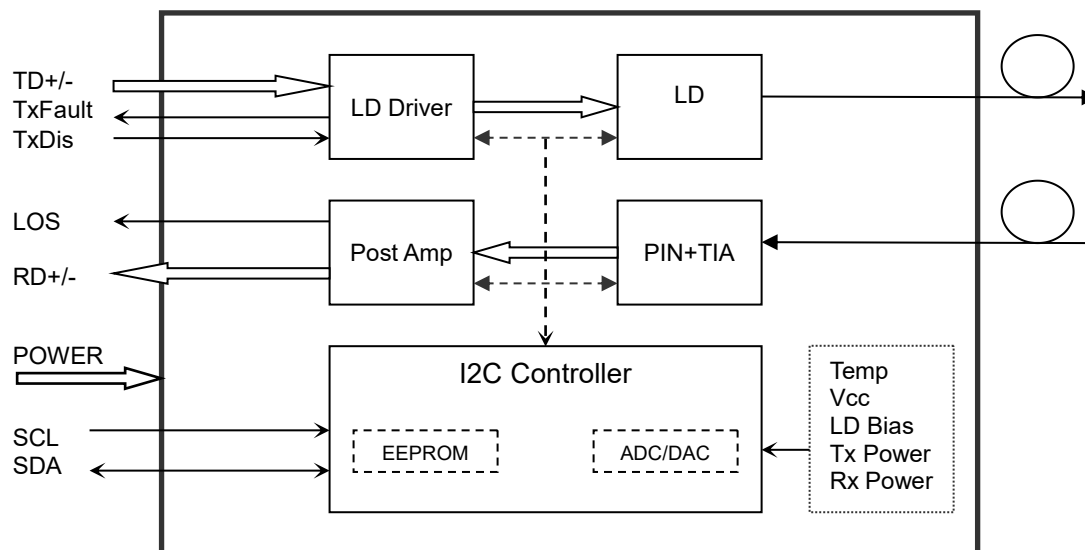 TD+/-
TxFault
TxDis
LD Driver
LD
LOS
RD+/-
Post Amp
PIN+TIA
POWER
SCL
SDA
I2C Controller
EEPROM
ADC/DAC
Temp
Vcc
LD Bias
Tx Power
Rx Power